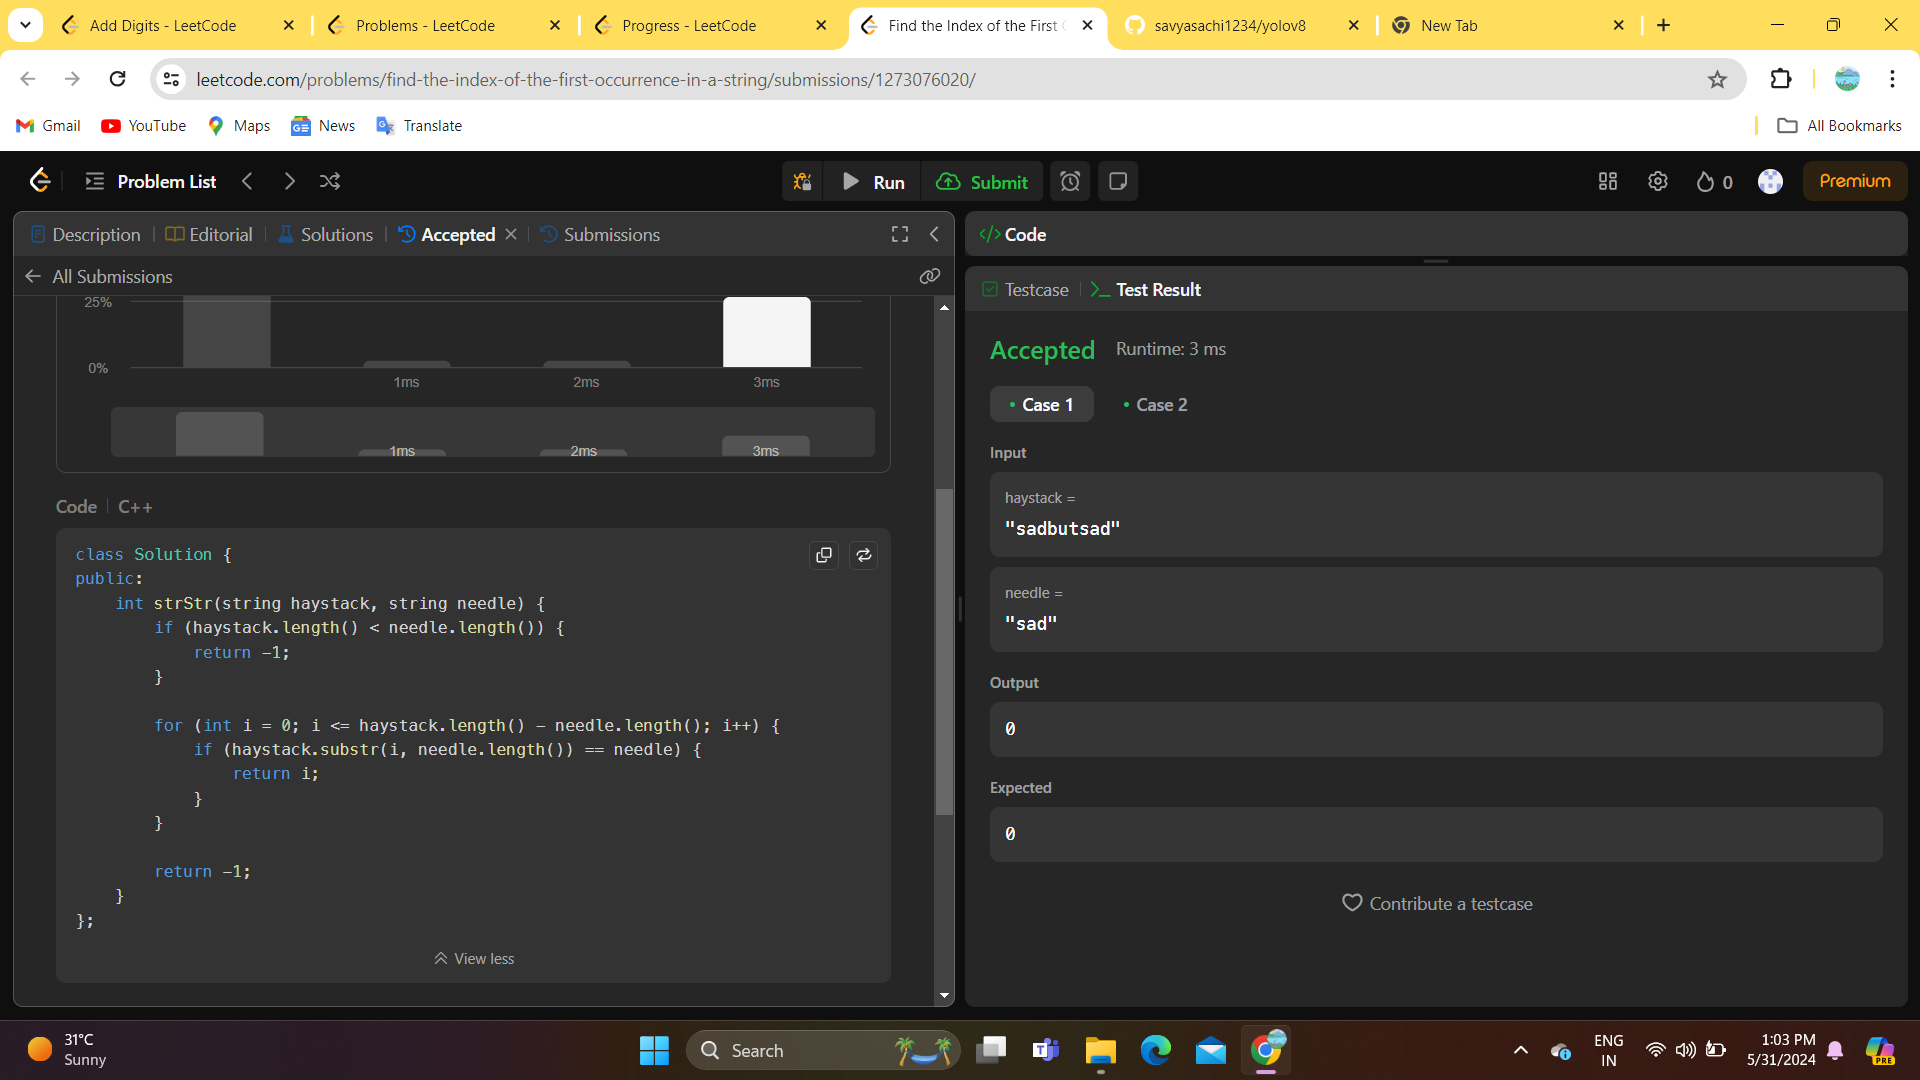 Add Digits - LeetCode
Problems - LeetCode
Progress - LeetCode
Find the Index of the First
savyasachi1234/yolov8
New Tab
leetcode.com/problems/find-the-index-of-the-first-occurrence-in-a-string/submissions/1273076020/
Gmail
YouTube
Maps
News
Translate
All Bookmarks
Problem List
Run
Submit
0
Premium
Description
Editorial
Solutions
Accepted
Submissions
All Submissions
25%
0%
1ms
2ms
3ms
1ms
2ms
3ms
Code
C++
class Solution {
public:
    int strStr(string haystack, string needle) {
        if (haystack.length() < needle.length()) {
            return -1;
        }
        for (int i = 0; i <= haystack.length() - needle.length(); i++) {
            if (haystack.substr(i, needle.length()) == needle) {
                return i;
            }
        }
        return -1;
    }
};
View less
</> Code
Testcase
Test Result
Accepted
Runtime: 3 ms
• Case 1
• Case 2
Input
haystack =
"sadbutsad"
needle =
"sad"
Output
0
Expected
0
Contribute a testcase
31°C
Sunny
Search
ENG
IN
1:03 PM
5/31/2024
PRE